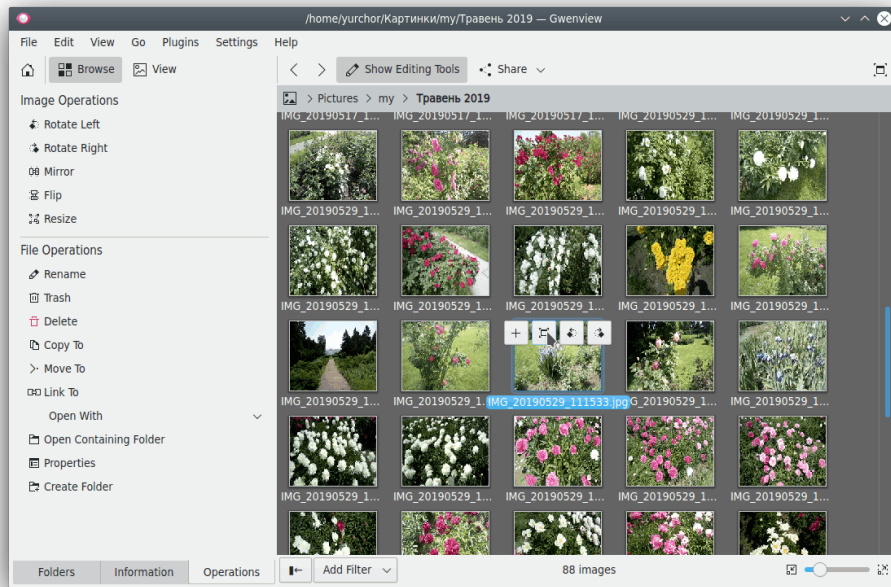 /home/yurchor/Картинки/my/Травень 2019 — Gwenview
File Edit View Go Plugins Settings Help
Browse View Show Editing Tools Share
Image Operations
Rotate Left
Rotate Right
Mirror
Flip
Resize
File Operations
Rename
Trash
Delete
Copy To
Move To
Link To
Open With
Open Containing Folder
Properties
Create Folder
Folders Information Operations
Pictures > my > Травень 2019
IMG_20190517_1... IMG_20190517_1... IMG_20190517_1... IMG_20190529_1... IMG_20190529_1...
IMG_20190529_1... IMG_20190529_1... IMG_20190529_1... IMG_20190529_1... IMG_20190529_1...
IMG_20190529_1... IMG_20190529_1... IMG_20190529_1... IMG_20190529_1... IMG_20190529_1...
IMG_20190529_1... IMG_20190529_1... IMG_20190529_111533.jpg G_20190529_1... IMG_20190529_1...
IMG_20190529_1... IMG_20190529_1... IMG_20190529_1... IMG_20190529_1... IMG_20190529_1...
Add Filter 88 images